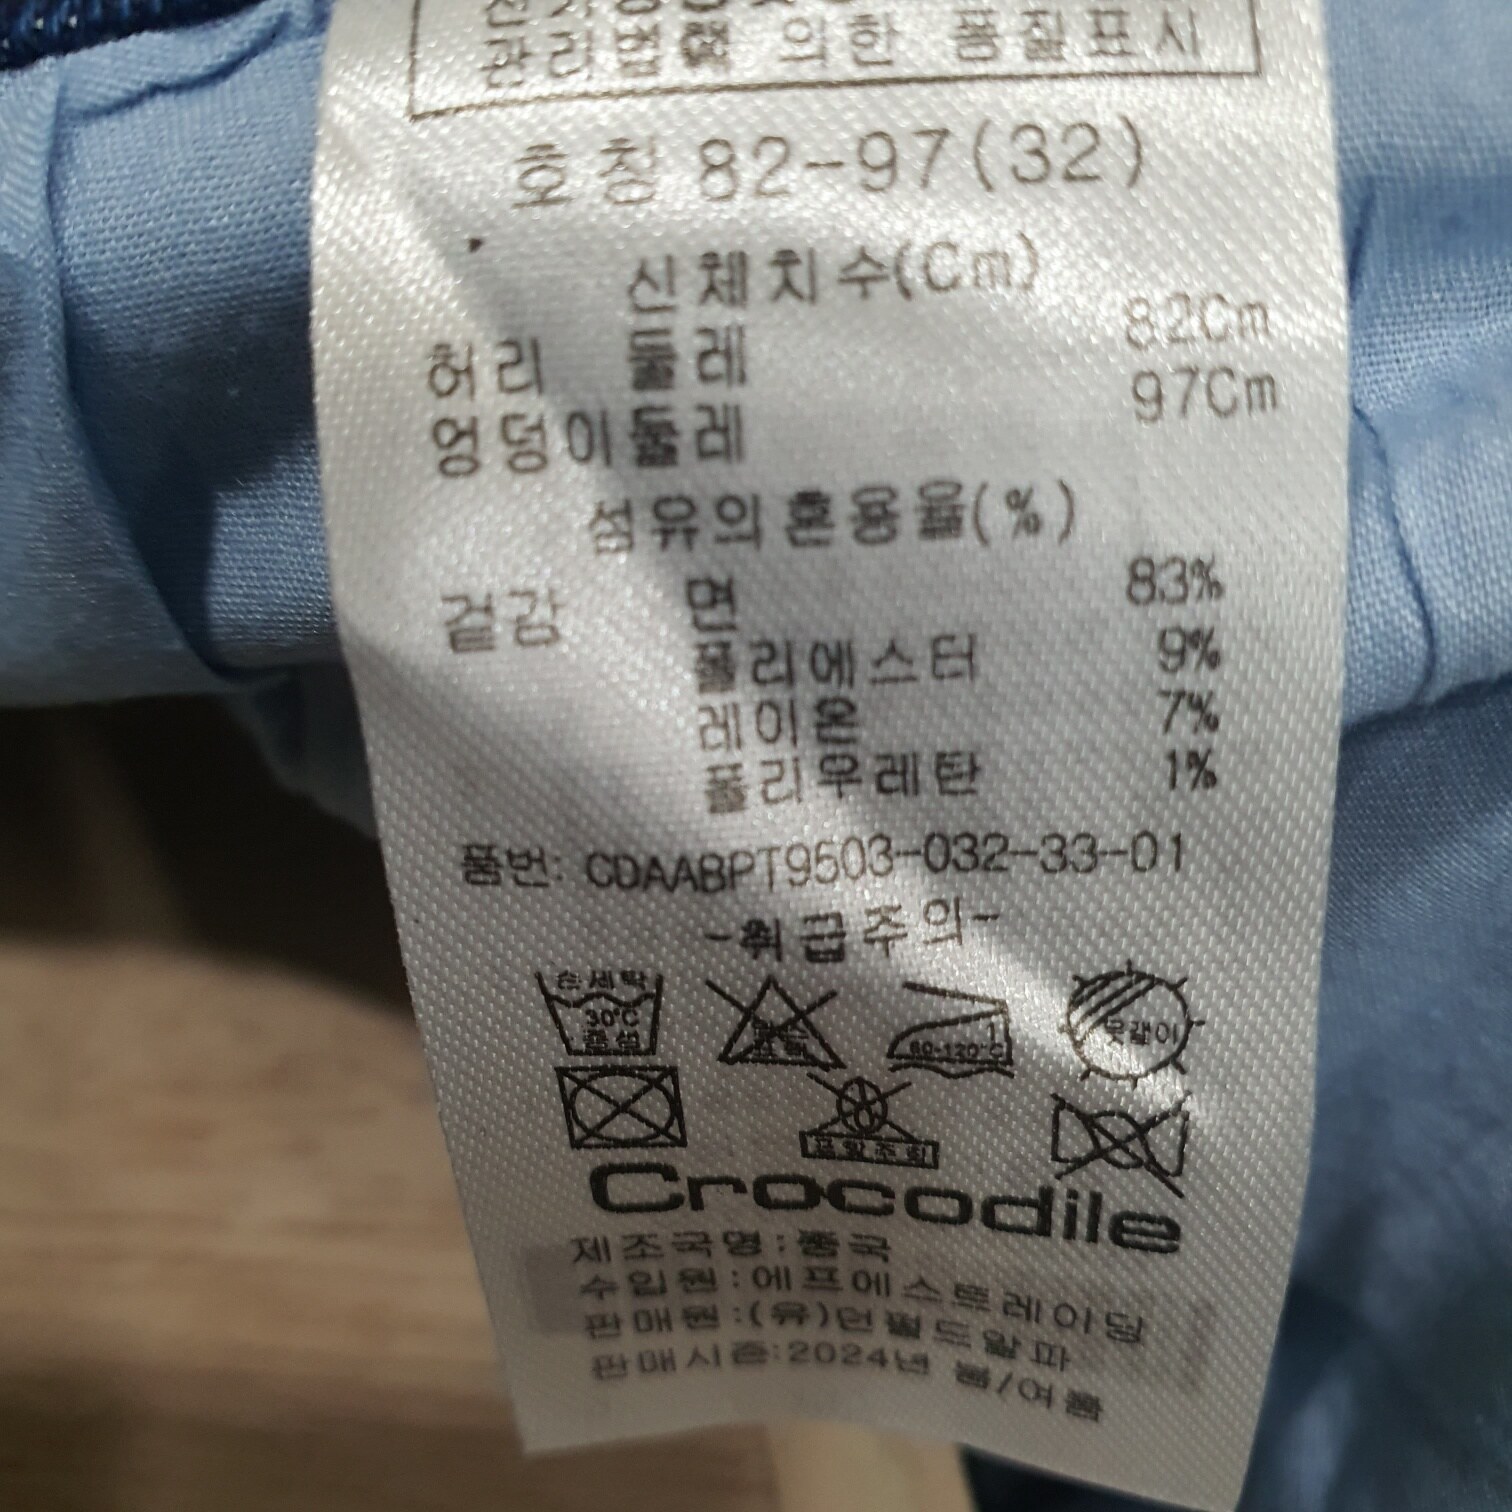 관리법에 의한 품질표시
호칭 82-97(32)
신체치수(Cm)
허리 둘레 82Cm
엉덩이둘레 97Cm
섬유의 혼용율(%)
겉감 면 83%
폴리에스터 9%
레이온 7%
폴리우레탄 1%
품번: CDAABPT9503-032-33-01
-취급주의-
손세탁
30℃
중성
80-120℃
옷걸이
Crocodile
제조국명:중국
수입원:에프에스트레이딩
판매원:(유)던필드알파
판매시즌:2024년 봄/여름